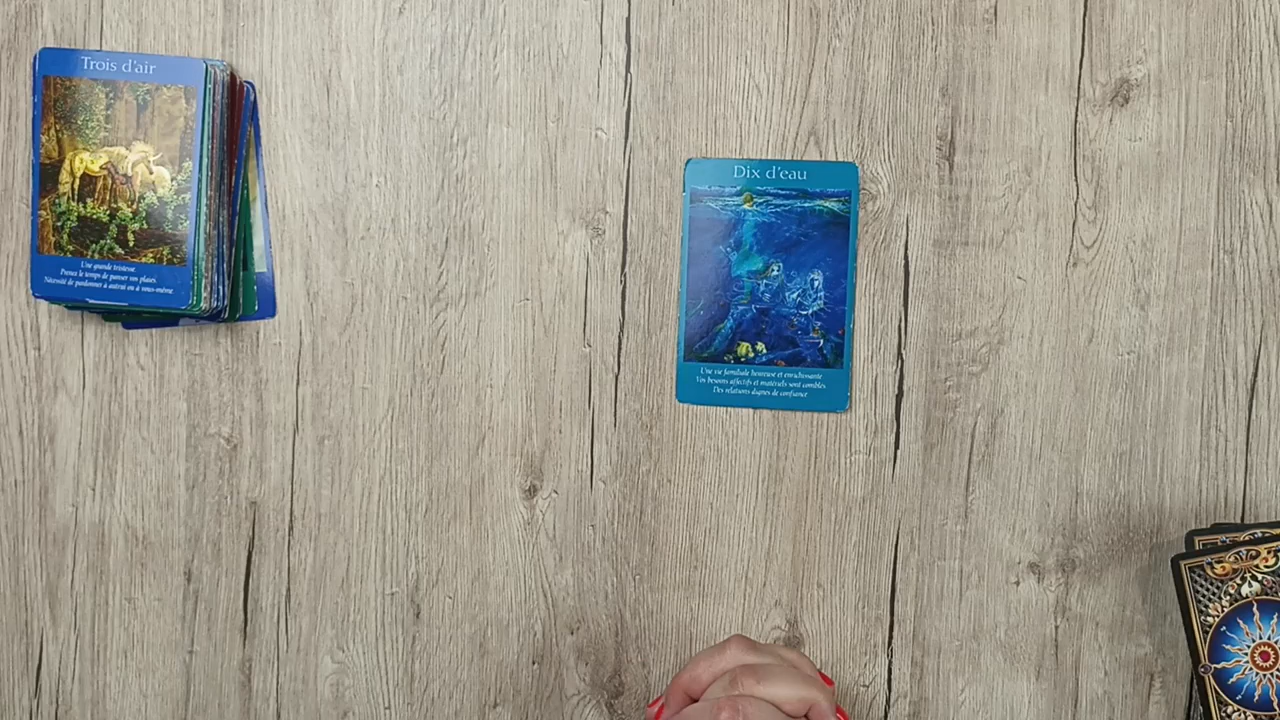 Trois d'air
Une grande tristesse.
Prenez le temps de panser vos plaies.
Nécessité de pardonner à autrui ou à vous-même.
Dix d'eau
Une vie familiale heureuse et enrichissante
Vos besoins affectifs et matériels sont comblés
Des relations dignes de confiance